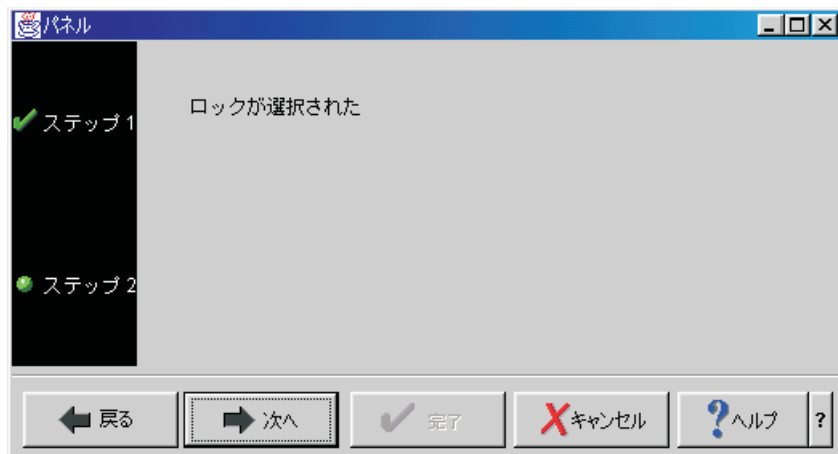 パネル
ステップ 1
ロックが選択された
ステップ 2
戻る
次へ
完了
キャンセル
ヘルプ
?